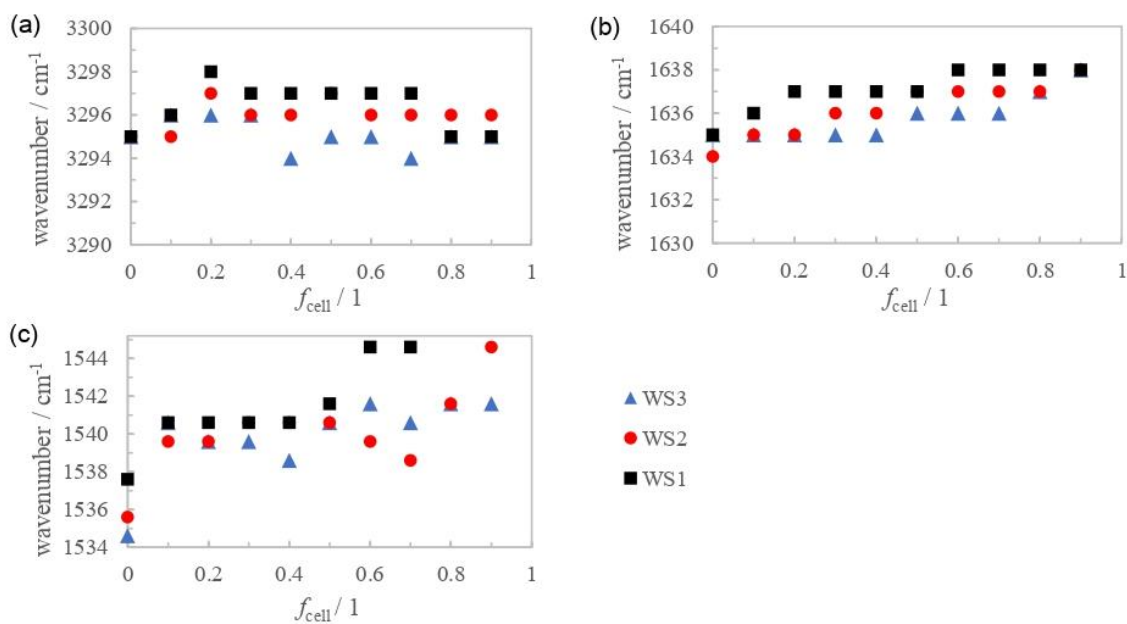 (a)
3300
3298
3296
3294
3292
3290
wavenumber / cm⁻¹
0 0.2 0.4 0.6 0.8 1
f_cell / 1
(b)
1640
1638
1636
1634
1632
1630
wavenumber / cm⁻¹
0 0.2 0.4 0.6 0.8 1
f_cell / 1
(c)
1544
1542
1540
1538
1536
1534
wavenumber / cm⁻¹
0 0.2 0.4 0.6 0.8 1
f_cell / 1
WS3
WS2
WS1